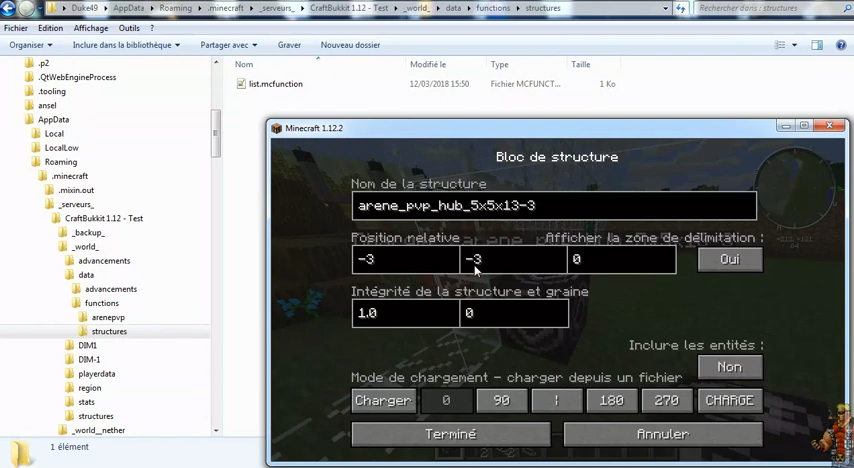 Duke49 ▸ AppData ▸ Roaming ▸ .minecraft ▸ _serveurs_ ▸ CraftBukkit 1.12 - Test ▸ _world_ ▸ data ▸ functions ▸ structures
Rechercher dans : structures
Fichier Edition Affichage Outils ?
Organiser Inclure dans la bibliothèque Partager avec Graver Nouveau dossier
.p2
.QtWebEngineProcess
.tooling
ansel
AppData
Local
LocalLow
Roaming
.minecraft
.mixin.out
_serveurs_
CraftBukkit 1.12 - Test
_backup_
_world_
advancements
data
advancements
functions
arenepvp
structures
DIM1
DIM-1
playerdata
region
stats
structures
_world__nether
Nom Modifié le Type Taille
list.mcfunction 12/03/2018 15:50 Fichier MCFUNCT... 1 Ko
Minecraft 1.12.2
Bloc de structure
Nom de la structure
arene_pvp_hub_5x5x13-3
Position relative Afficher la zone de délimitation :
-3 -3 0 Oui
Intégrité de la structure et graine
1.0 0
Inclure les entités :
Non
Mode de chargement - charger depuis un fichier
Charger 0 90 | 180 270 CHARGE
Terminé Annuler
1 élément